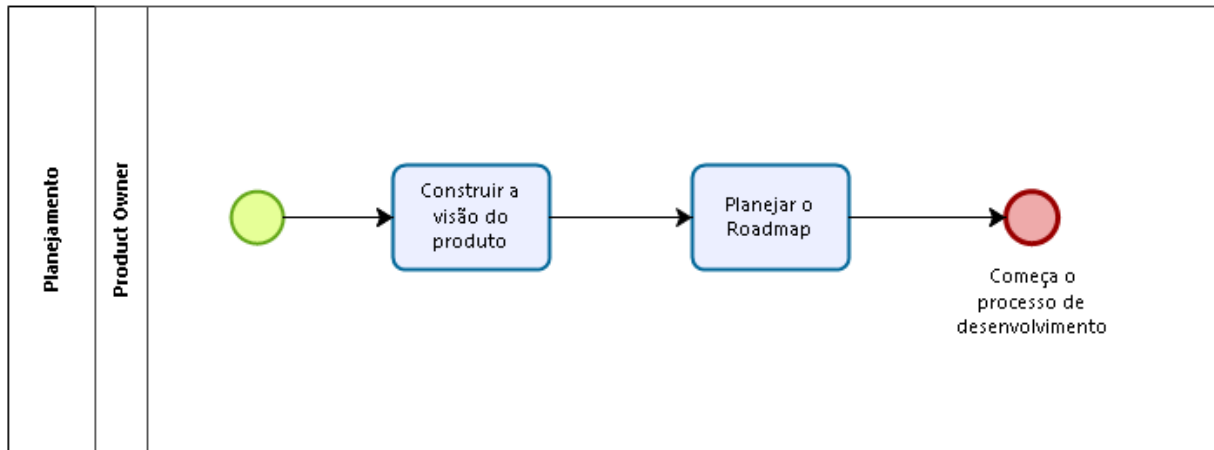 Planejamento
Product Owner
Construir a
visão do
produto
Planejar o
Roadmap
Começa o
processo de
desenvolvimento